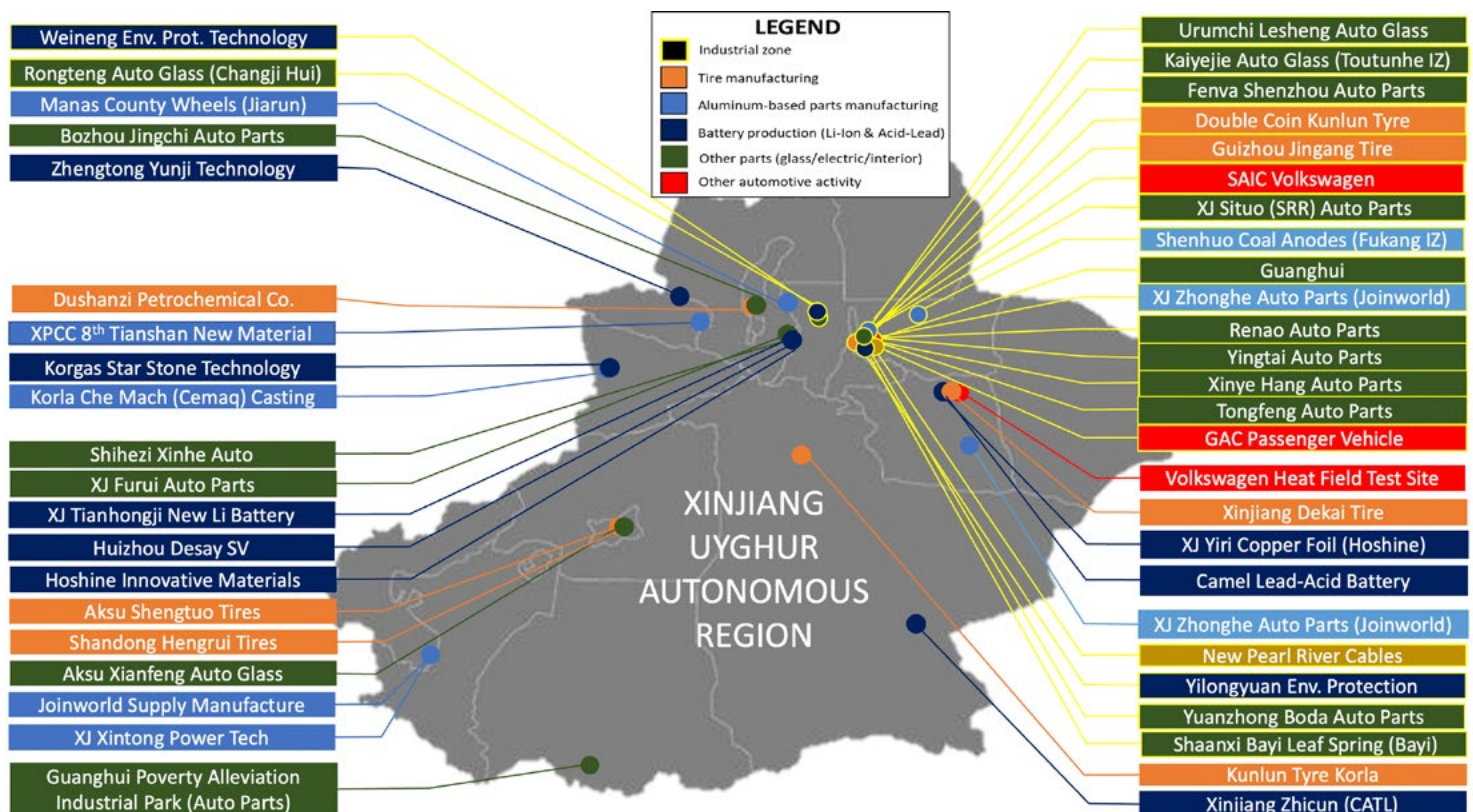 LEGEND
Industrial zone
Tire manufacturing
Aluminum-based parts manufacturing
Battery production (Li-Ion & Acid-Lead)
Other parts (glass/electric/interior)
Other automotive activity
Weineng Env. Prot. Technology
Rongteng Auto Glass (Changji Hui)
Manas County Wheels (Jiarun)
Bozhou Jingchi Auto Parts
Zhengtong Yunji Technology
Dushanzi Petrochemical Co.
XPCC 8th Tianshan New Material
Korgas Star Stone Technology
Korla Che Mach (Cemaq) Casting
Shihezi Xinhe Auto
XJ Furui Auto Parts
XJ Tianhongji New Li Battery
Huizhou Desay SV
Hoshine Innovative Materials
Aksu Shengtuo Tires
Shandong Hengrui Tires
Aksu Xianfeng Auto Glass
Joinworld Supply Manufacture
XJ Xintong Power Tech
Guanghui Poverty Alleviation
Industrial Park (Auto Parts)
XINJIANG
UYGHUR
AUTONOMOUS
REGION
Urumchi Lesheng Auto Glass
Kaiyejie Auto Glass (Toutunhe IZ)
Fenva Shenzhou Auto Parts
Double Coin Kunlun Tyre
Guizhou Jingang Tire
SAIC Volkswagen
XJ Situo (SRR) Auto Parts
Shenhuo Coal Anodes (Fukang IZ)
Guanghui
XJ Zhonghe Auto Parts (Joinworld)
Renao Auto Parts
Yingtai Auto Parts
Xinye Hang Auto Parts
Tongfeng Auto Parts
GAC Passenger Vehicle
Volkswagen Heat Field Test Site
Xinjiang Dekai Tire
XJ Yiri Copper Foil (Hoshine)
Camel Lead-Acid Battery
XJ Zhonghe Auto Parts (Joinworld)
New Pearl River Cables
Yilongyuan Env. Protection
Yuanzhong Boda Auto Parts
Shaanxi Bayi Leaf Spring (Bayi)
Kunlun Tyre Korla
Xinjiang Zhicun (CATL)